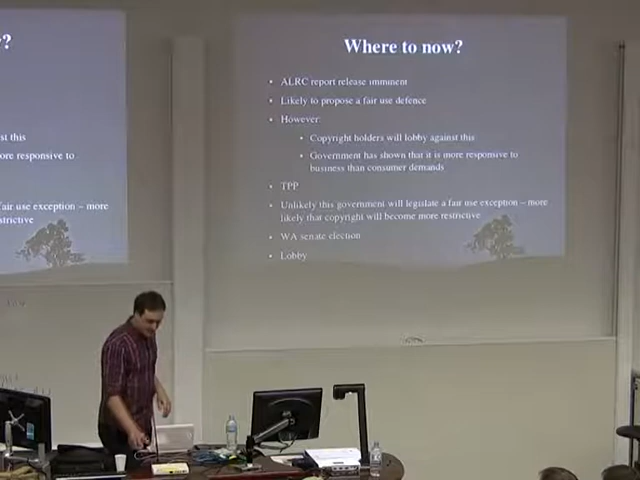 ?
st this
ore responsive to
fair use exception – more
strictive
Where to now?
• ALRC report release imminent
• Likely to propose a fair use defence
• However:
• Copyright holders will lobby against this
• Government has shown that it is more responsive to
business than consumer demands
• TPP
• Unlikely this government will legislate a fair use exception – more
likely that copyright will become more restrictive
• WA senate election
• Lobby